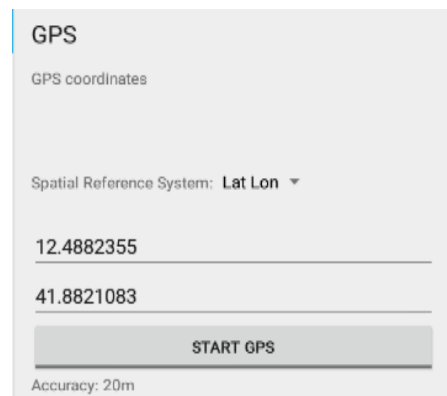 GPS
GPS coordinates
Spatial Reference System: Lat Lon
12.4882355
41.8821083
START GPS
Accuracy: 20m